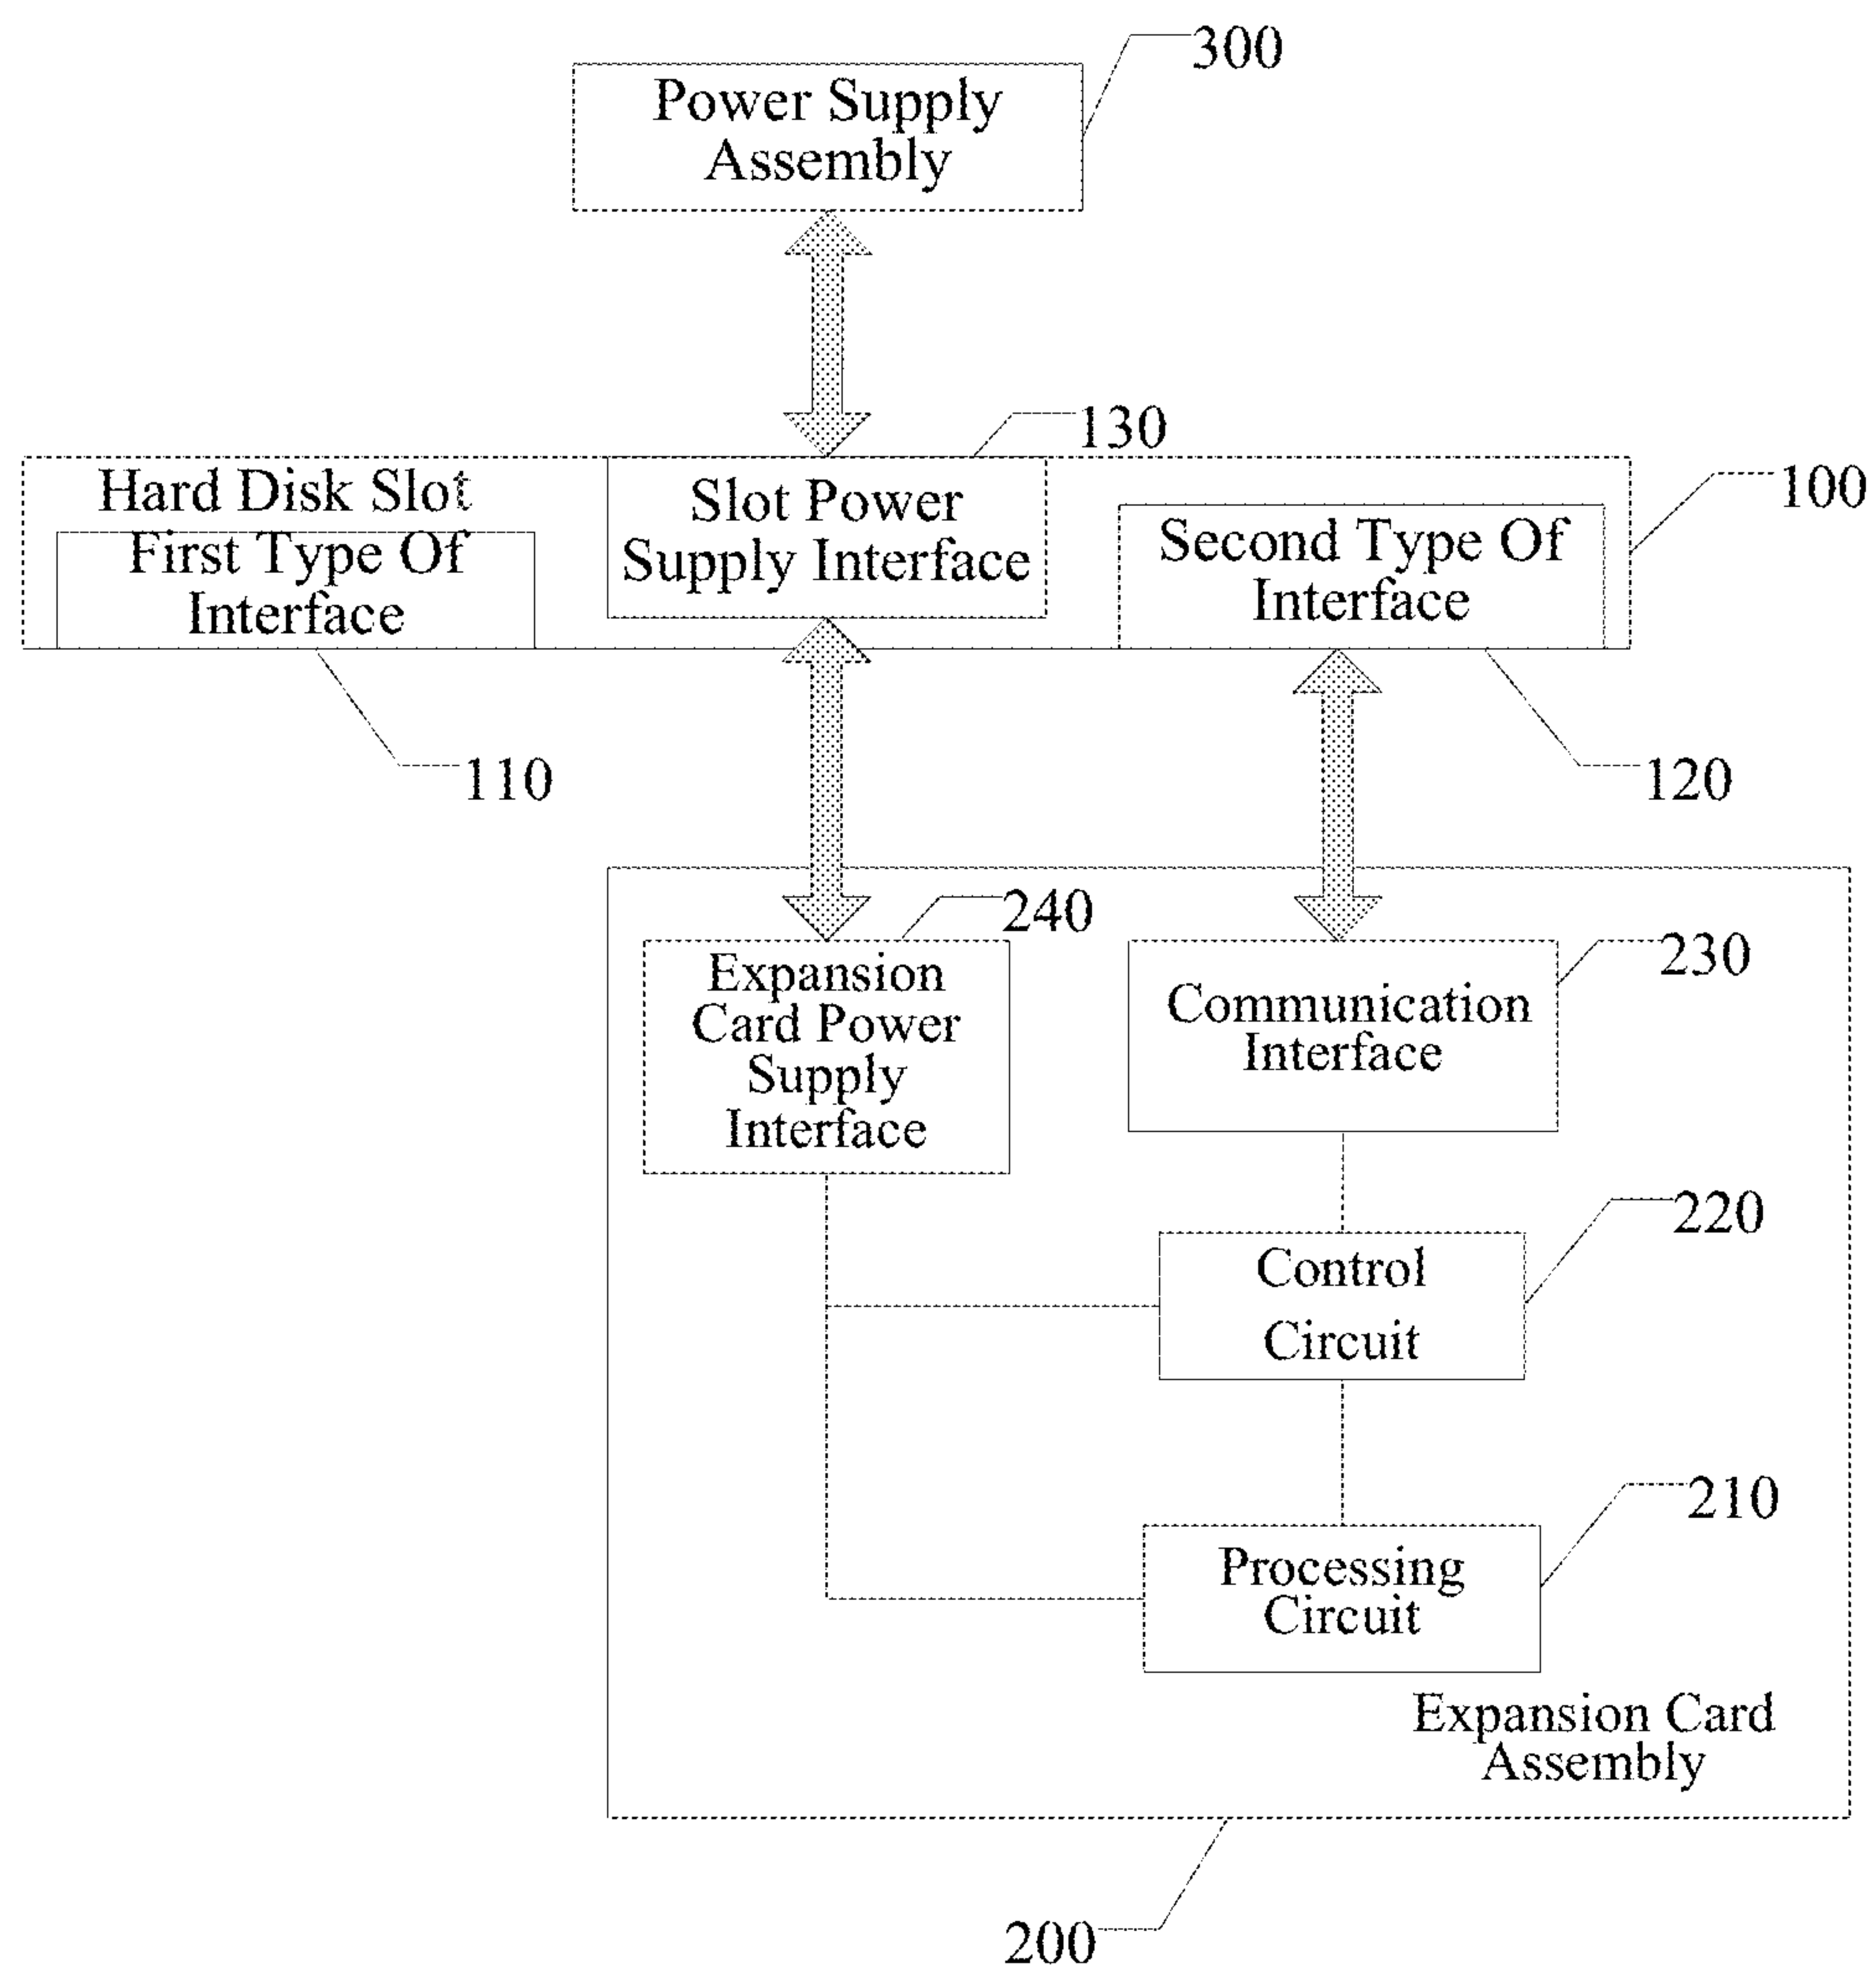 300
Power Supply
Assembly
130
100
Hard Disk Slot
First Type Of
Interface
Slot Power
Supply Interface
Second Type Of
Interface
110
120
240
230
Expansion
Card Power
Supply
Interface
Communication
Interface
220
Control
Circuit
210
Processing
Circuit
Expansion Card
Assembly
200